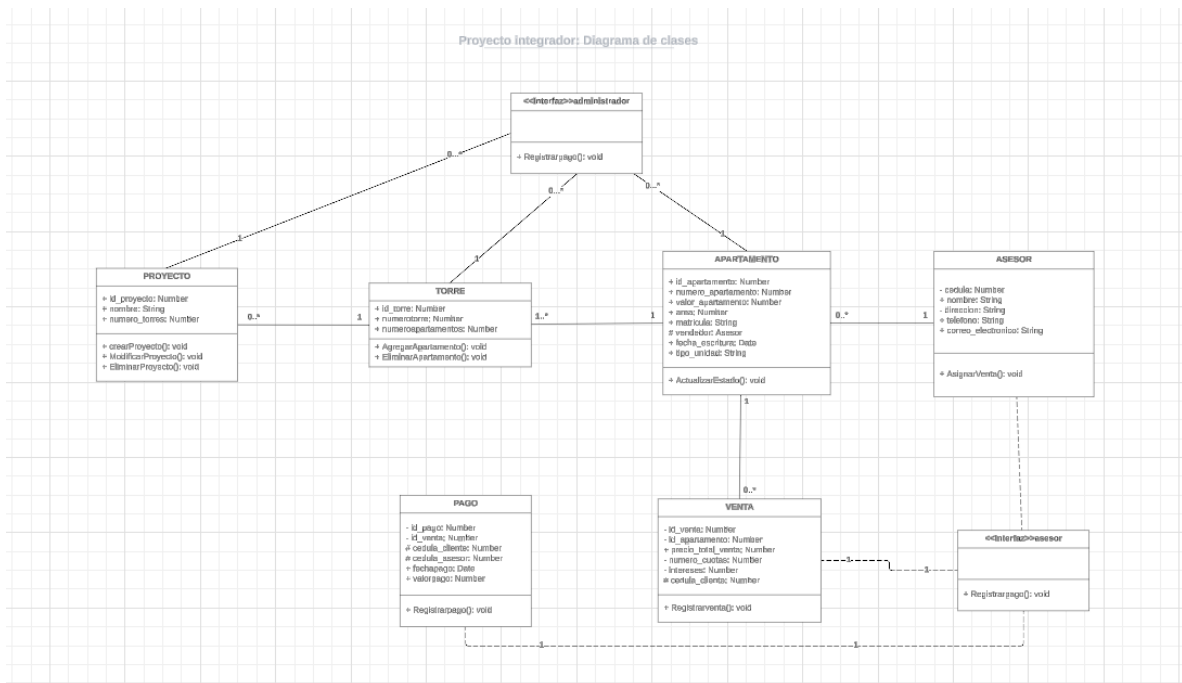 Proyecto integrador: Diagrama de clases
<<Interfaz>>administrador
+ Registrarpago(): void
0...*
0...*
0...*
1
1
1
PROYECTO
+ id_proyecto: Number
+ nombre: String
+ numero_torres: Number
+ crearProyecto(): void
+ ModificarProyecto(): void
+ EliminarProyecto(): void
0..*
1
TORRE
+ id_torre: Number
+ numerotorre: Number
+ numeroapartamentos: Number
+ AgregarApartamento(): void
+ EliminarApartamento(): void
1..*
1
APARTAMENTO
+ id_apartamento: Number
+ numero_apartamento: Number
+ valor_apartamento: Number
+ area: Number
+ matricula: String
# vendedor: Asesor
+ fecha_escritura: Date
+ tipo_unidad: String
+ ActualizarEstado(): void
0..*
1
ASESOR
- cedula: Number
+ nombre: String
- direccion: String
+ telefono: String
+ correo_electronico: String
+ AsignarVenta(): void
1
0..*
PAGO
- id_pago: Number
- id_venta: Number
# cedula_cliente: Number
# cedula_asesor: Number
+ fechapago: Date
+ valorpago: Number
+ Registrarpago(): void
VENTA
- id_venta: Number
- id_apartamento: Number
+ precio_total_venta: Number
- numero_cuotas: Number
- intereses: Number
# cedula_cliente: Number
+ Registrarventa(): void
1
1
<<Interfaz>>asesor
+ Registrarpago(): void
1
1